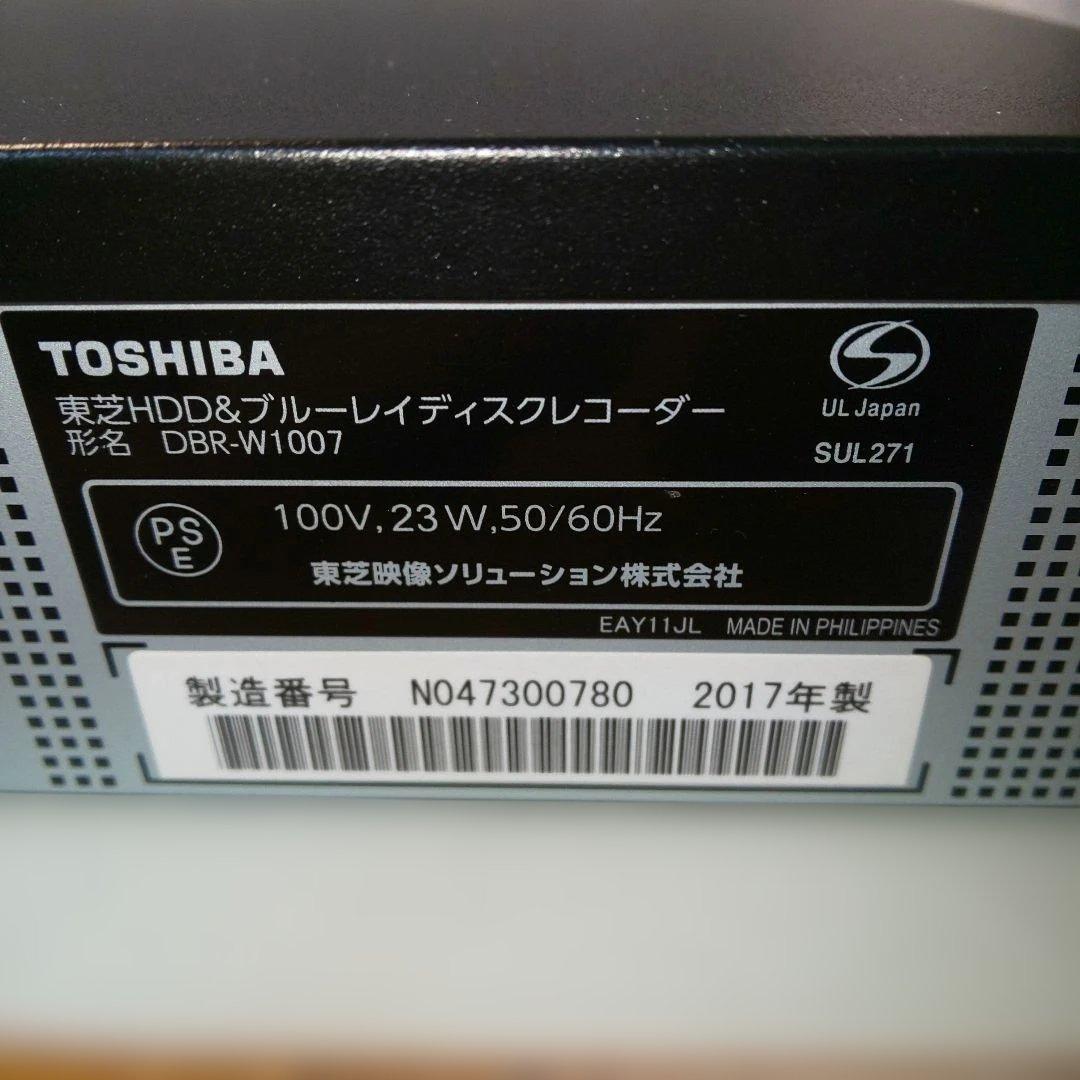 TOSHIBA
東芝HDD&ブルーレイディスクレコーダー
形名 DBR-W1007
UL Japan
SUL271
PS
E
100V,23W,50/60Hz
東芝映像ソリューション株式会社
EAY11JL MADE IN PHILIPPINES
製造番号 N047300780 2017年製